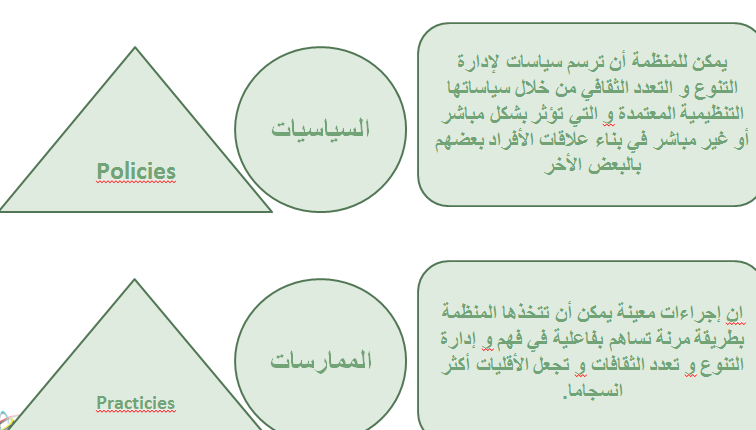 Policies
السياسيات
يمكن للمنظمة أن ترسم سياسات لإدارة
التنوع و التعدد الثقافي من خلال سياساتها
التنظيمية المعتمدة و التي تؤثر بشكل مباشر
أو غير مباشر في بناء علاقات الأفراد بعضهم
بالبعض الأخر
Practicies
الممارسات
ان إجراءات معينة يمكن أن تتخذها المنظمة
بطريقة مرنة تساهم بفاعلية في فهم و إدارة
التنوع و تعدد الثقافات و تجعل الأقليات أكثر
انسجاما.